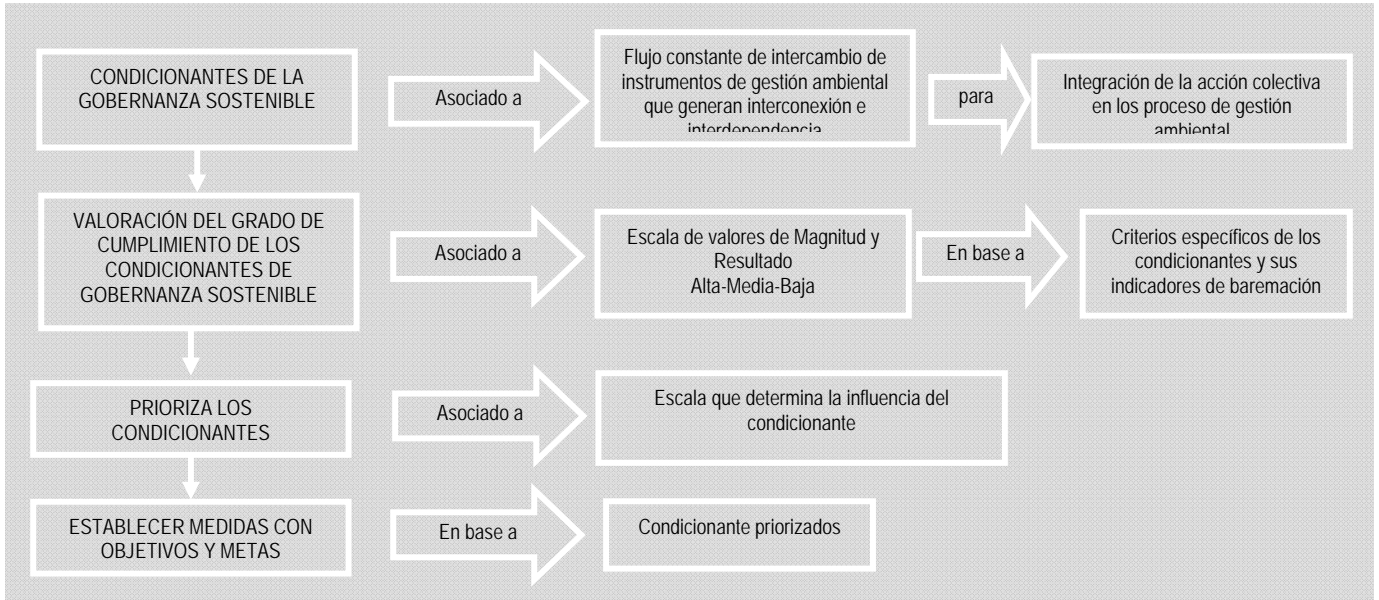 CONDICIONANTES DE LA
GOBERNANZA SOSTENIBLE
Asociado a
Flujo constante de intercambio de
instrumentos de gestión ambiental
que generan interconexión e
interdependencia
para
Integración de la acción colectiva
en los proceso de gestión
ambiental
VALORACIÓN DEL GRADO DE
CUMPLIMIENTO DE LOS
CONDICIONANTES DE
GOBERNANZA SOSTENIBLE
Asociado a
Escala de valores de Magnitud y
Resultado
Alta-Media-Baja
En base a
Criterios específicos de los
condicionantes y sus
indicadores de baremación
PRIORIZA LOS
CONDICIONANTES
Asociado a
Escala que determina la influencia del
condicionante
ESTABLECER MEDIDAS CON
OBJETIVOS Y METAS
En base a
Condicionante priorizados